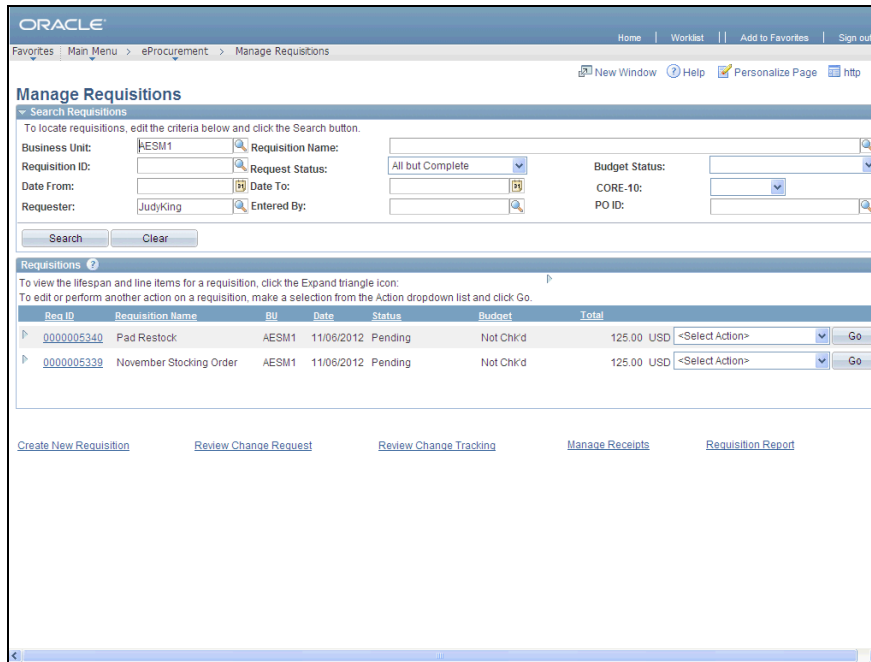 ORACLE
Home | Worklist || Add to Favorites | Sign out
Favorites Main Menu > eProcurement > Manage Requisitions
New Window Help Personalize Page http
Manage Requisitions
Search Requisitions
To locate requisitions, edit the criteria below and click the Search button.
Business Unit: AESM1 Requisition Name:
Requisition ID: Request Status: All but Complete Budget Status:
Date From: 31 Date To: 31 CORE-10:
Requester: JudyKing Entered By: PO ID:
Search Clear
Requisitions ?
To view the lifespan and line items for a requisition, click the Expand triangle icon:
To edit or perform another action on a requisition, make a selection from the Action dropdown list and click Go.
Req ID Requisition Name BU Date Status Budget Total
0000005340 Pad Restock AESM1 11/06/2012 Pending Not Chk'd 125.00 USD <Select Action> Go
0000005339 November Stocking Order AESM1 11/06/2012 Pending Not Chk'd 125.00 USD <Select Action> Go
Create New Requisition Review Change Request Review Change Tracking Manage Receipts Requisition Report